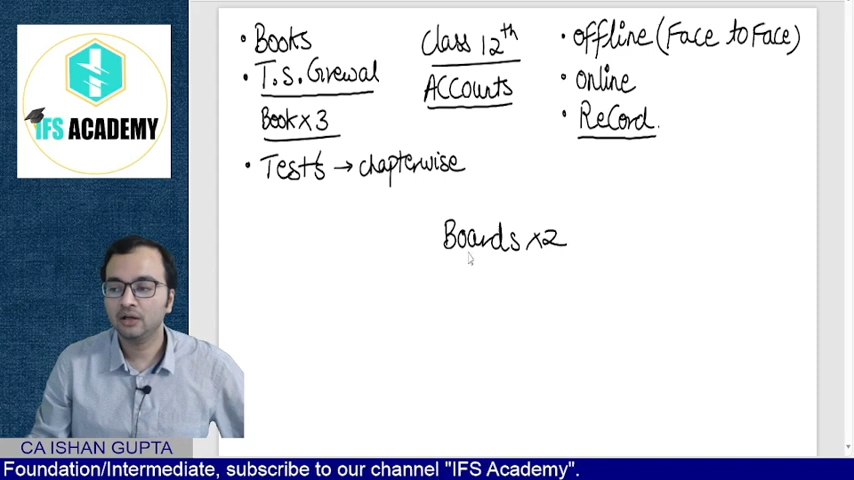 IFS ACADEMY
• Books
• T.S. Grewal
Book x 3
• Tests → chapterwise
Class 12th
ACCOUNTS
• offline (Face to Face)
• online
• ReCord.
Boards x2
CA ISHAN GUPTA
Foundation/Intermediate, subscribe to our channel "IFS Academy".